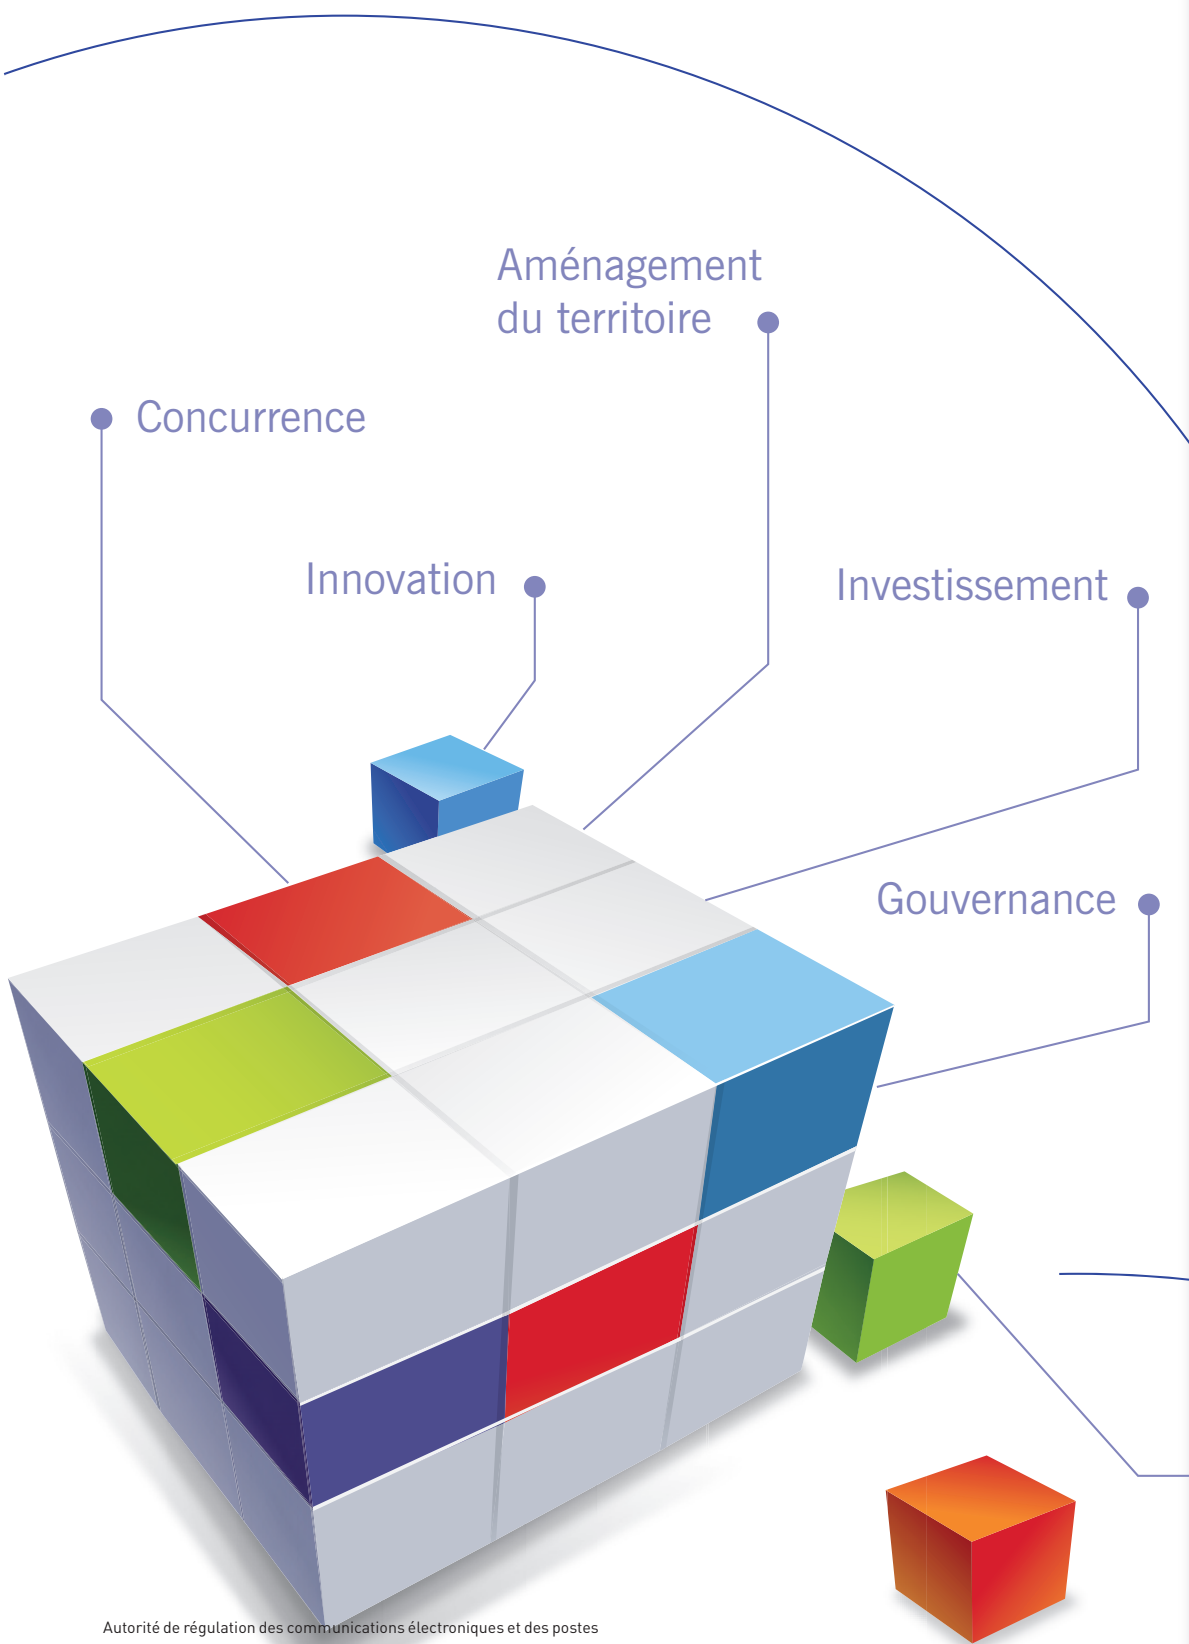 Aménagement
du territoire
Concurrence
Innovation
Investissement
Gouvernance
Autorité de régulation des communications électroniques et des postes